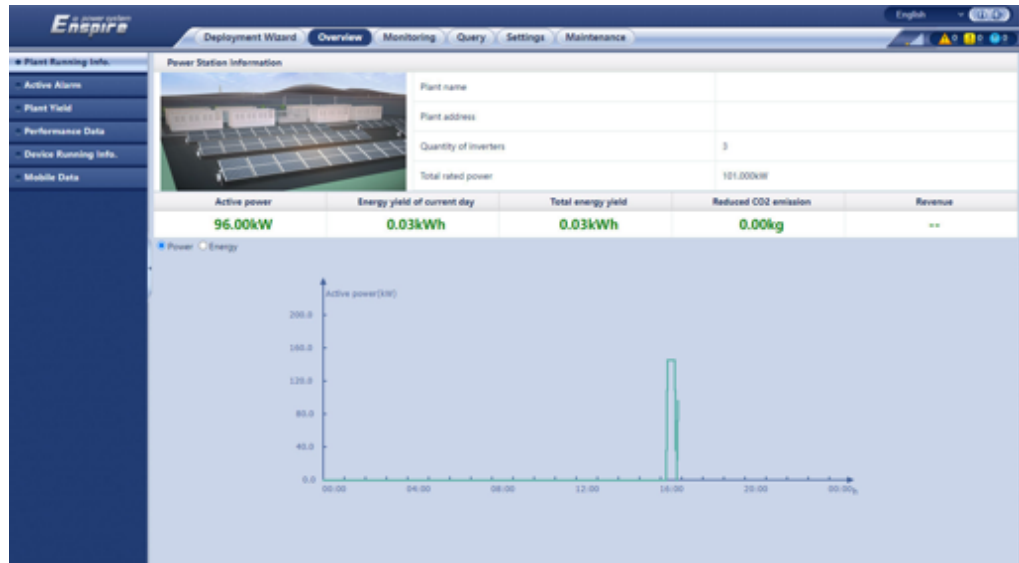 Enspire
English
Deployment Wizard Overview Monitoring Query Settings Maintenance
0 0 0
Plant Running Info.
Active Alarm
Plant Yield
Performance Data
Device Running Info.
Mobile Data
Power Station Information
Plant name
Plant address
Quantity of inverters 3
Total rated power 101.000kW
Active power Energy yield of current day Total energy yield Reduced CO2 emission Revenue
96.00kW 0.03kWh 0.03kWh 0.00kg --
Power Energy
Active power(kW)
200.0
160.0
120.0
80.0
40.0
0.0
00:00 04:00 08:00 12:00 16:00 20:00 00:00 h